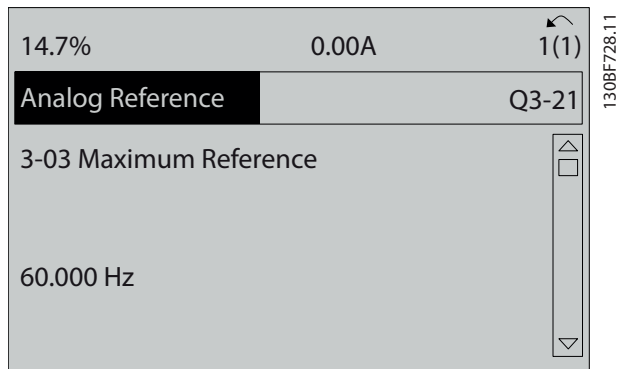 14.7% 0.00A 1(1)
Analog Reference Q3-21
3-03 Maximum Reference
60.000 Hz
130BF728.11